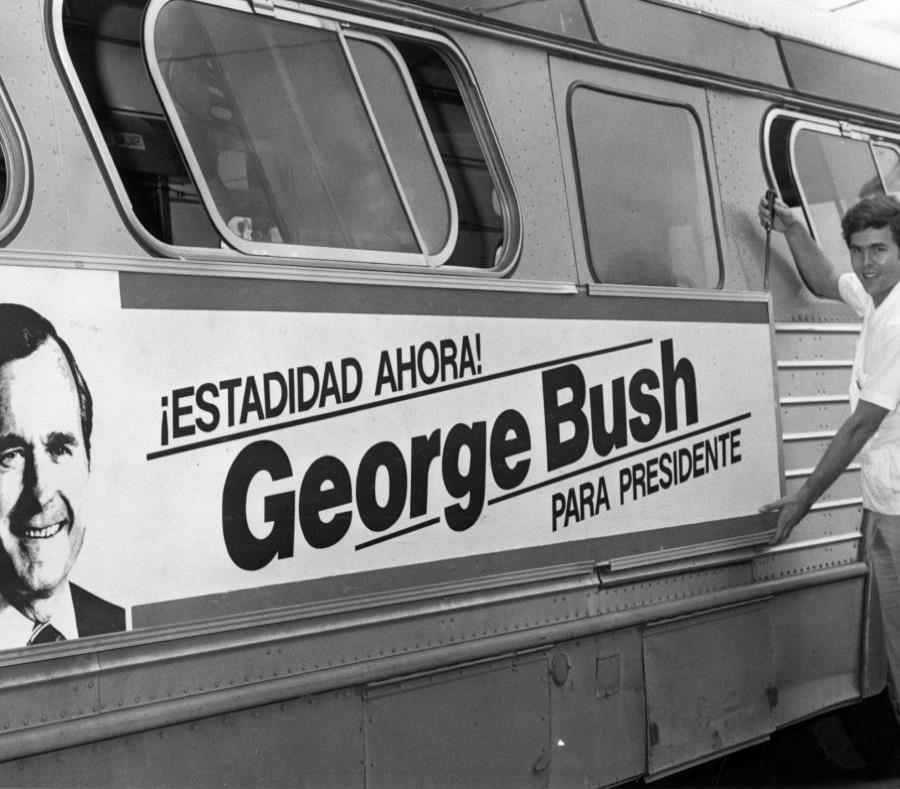 ¡ESTADIDAD AHORA!
George Bush
PARA PRESIDENTE